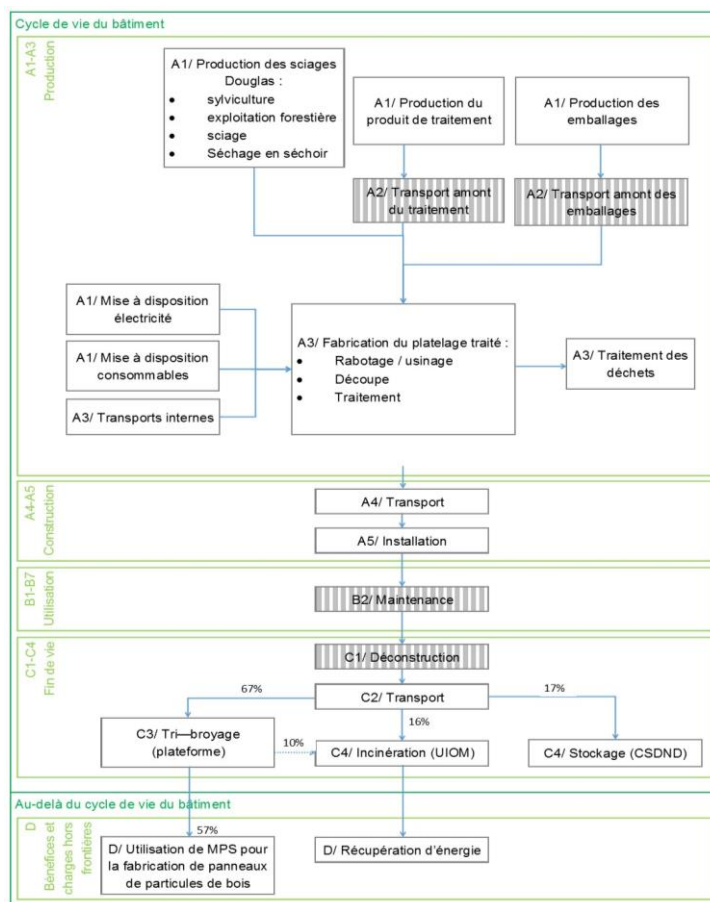 Cycle de vie du bâtiment
A1-A3
Production
A1/ Production des sciages
Douglas :
• sylviculture
• exploitation forestière
• sciage
• Séchage en séchoir
A1/ Production du
produit de traitement
A1/ Production des
emballages
A2/ Transport amont
du traitement
A2/ Transport amont des
emballages
A1/ Mise à disposition
électricité
A1/ Mise à disposition
consommables
A3/ Transports internes
A3/ Fabrication du platelage traité :
• Rabotage / usinage
• Découpe
• Traitement
A3/ Traitement des
déchets
A4-A5
Construction
A4/ Transport
A5/ Installation
B1-B7
Utilisation
B2/ Maintenance
C1-C4
Fin de vie
C1/ Déconstruction
C2/ Transport
67%
16%
17%
C3/ Tri—broyage
(plateforme)
10%
C4/ Incinération (UIOM)
C4/ Stockage (CSDND)
Au-delà du cycle de vie du bâtiment
D
Bénéfices et
charges hors
frontières
57%
D/ Utilisation de MPS pour
la fabrication de panneaux
de particules de bois
D/ Récupération d'énergie